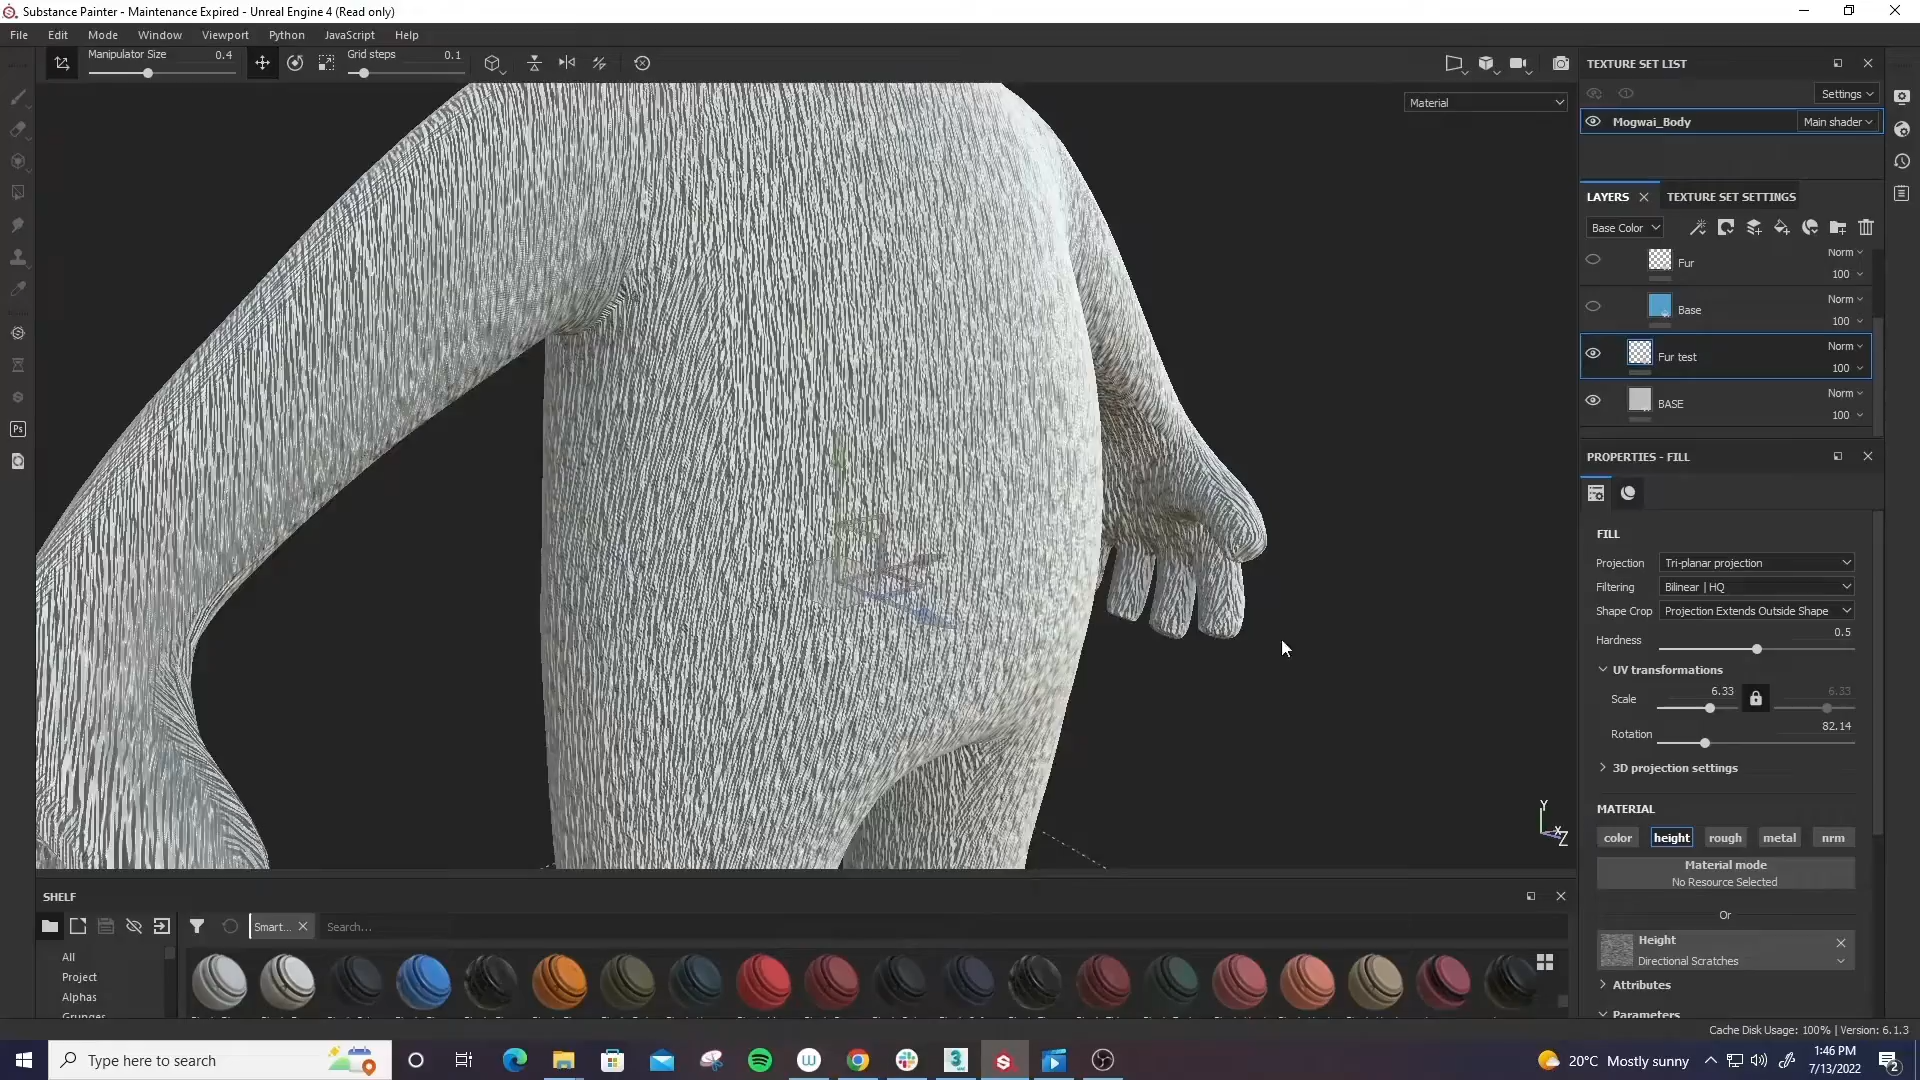 Substance Painter - Maintenance Expired - Unreal Engine 4 (Read only)
File Edit Mode Window Viewport Python JavaScript Help
Manipulator Size 0.4
Grid steps 0.1
Material
TEXTURE SET LIST
Settings
Mogwai_Body
Main shader
LAYERS
TEXTURE SET SETTINGS
Base Color
Fur
Norm
100
Base
Norm
100
Fur test
Norm
100
BASE
Norm
100
PROPERTIES - FILL
FILL
Projection Tri-planar projection
Filtering Bilinear | HQ
Shape Crop Projection Extends Outside Shape
Hardness 0.5
UV transformations
Scale 6.33 6.33
Rotation 82.14
3D projection settings
MATERIAL
color height rough metal nrm
Material mode
No Resource Selected
Or
Height
Directional Scratches
Attributes
Parameters
Y
X
Z
SHELF
Smart...
Search...
All
Project
Alphas
Grunges
Cache Disk Usage: 100% | Version: 6.1.3
Type here to search
Ps
20°C Mostly sunny
1:46 PM
7/13/2022
2